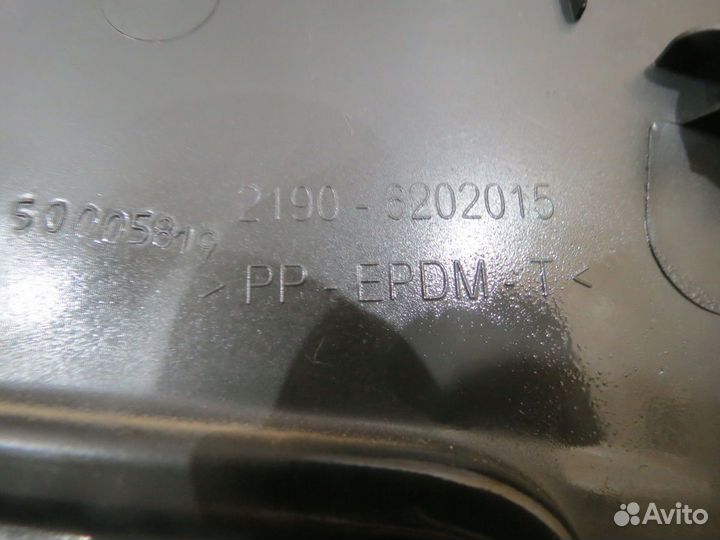 2190 - 6202015
50005819
> PP - EPDM - T <
Avito